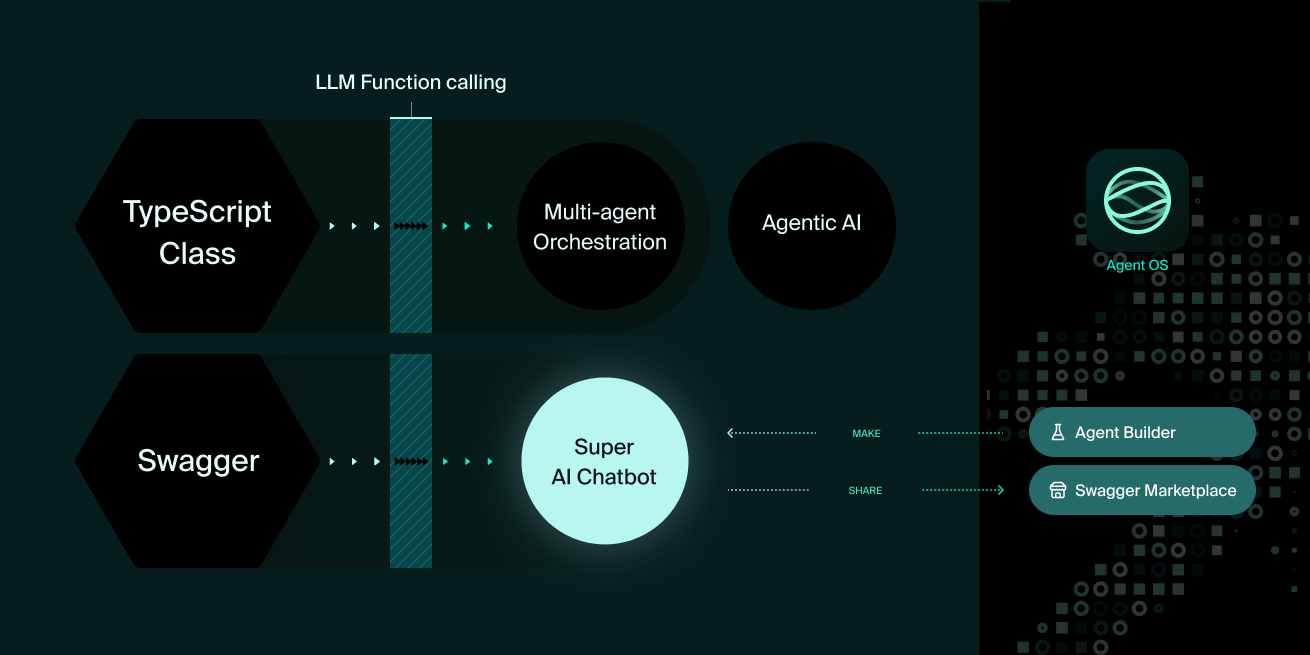 LLM Function calling
TypeScript
Class
Multi-agent
Orchestration
Agentic AI
Agent OS
Swagger
Super
AI Chatbot
MAKE
SHARE
Agent Builder
Swagger Marketplace